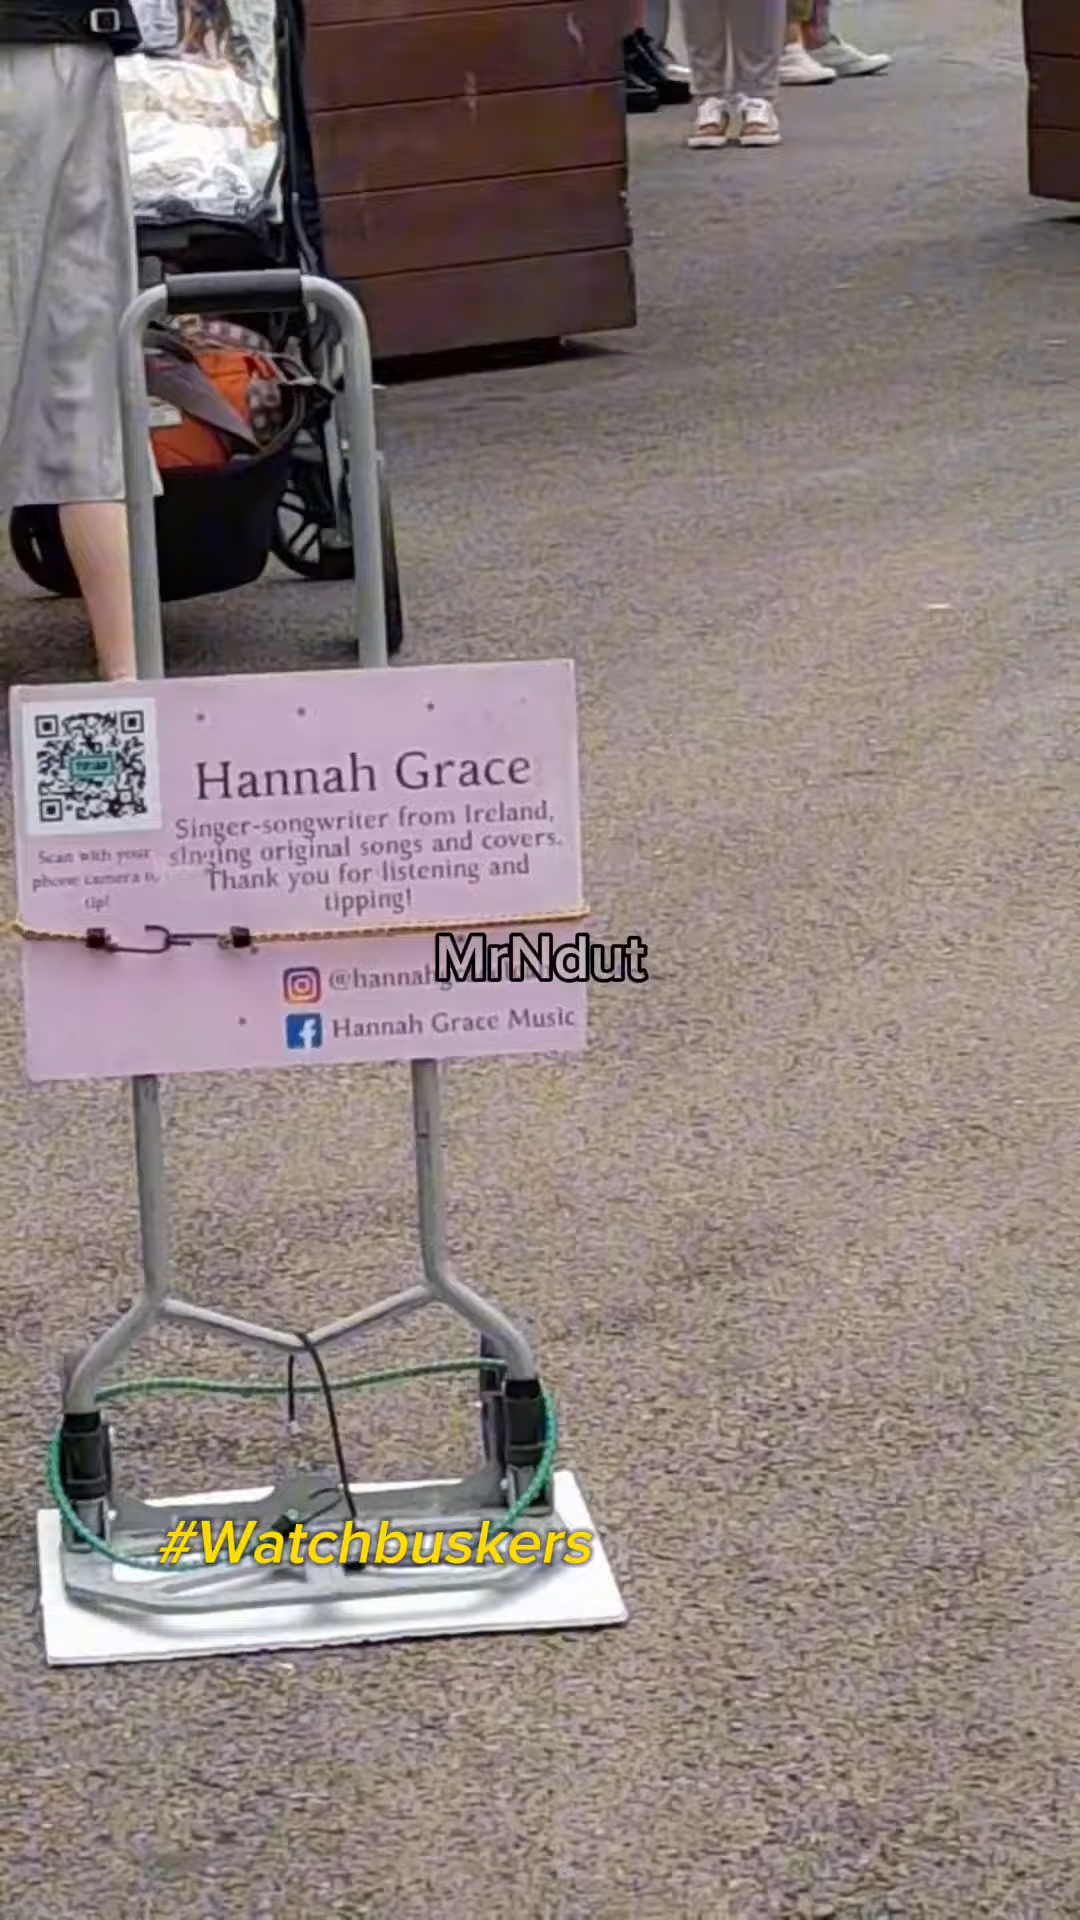 Hannah Grace
Singer-songwriter from Ireland,
singing original songs and covers.
Thank you for listening and
tipping!
Scan with your
phone camera to
tip!
MrNdut
Hannah Grace Music
#Watchbuskers